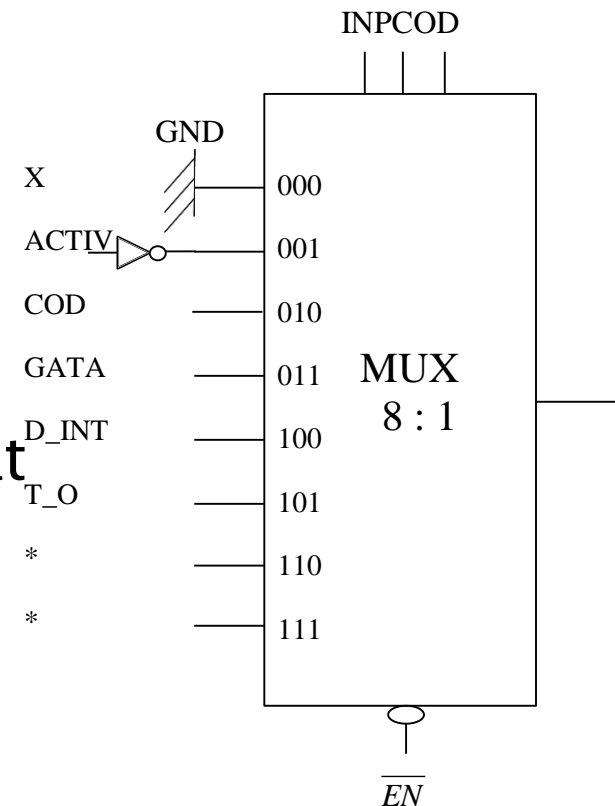 INPCOD
GND
X 000
ACTIV 001
COD 010
GATA 011
MUX
8 : 1
D_INT 100
T_O 101
* 110
* 111
EN